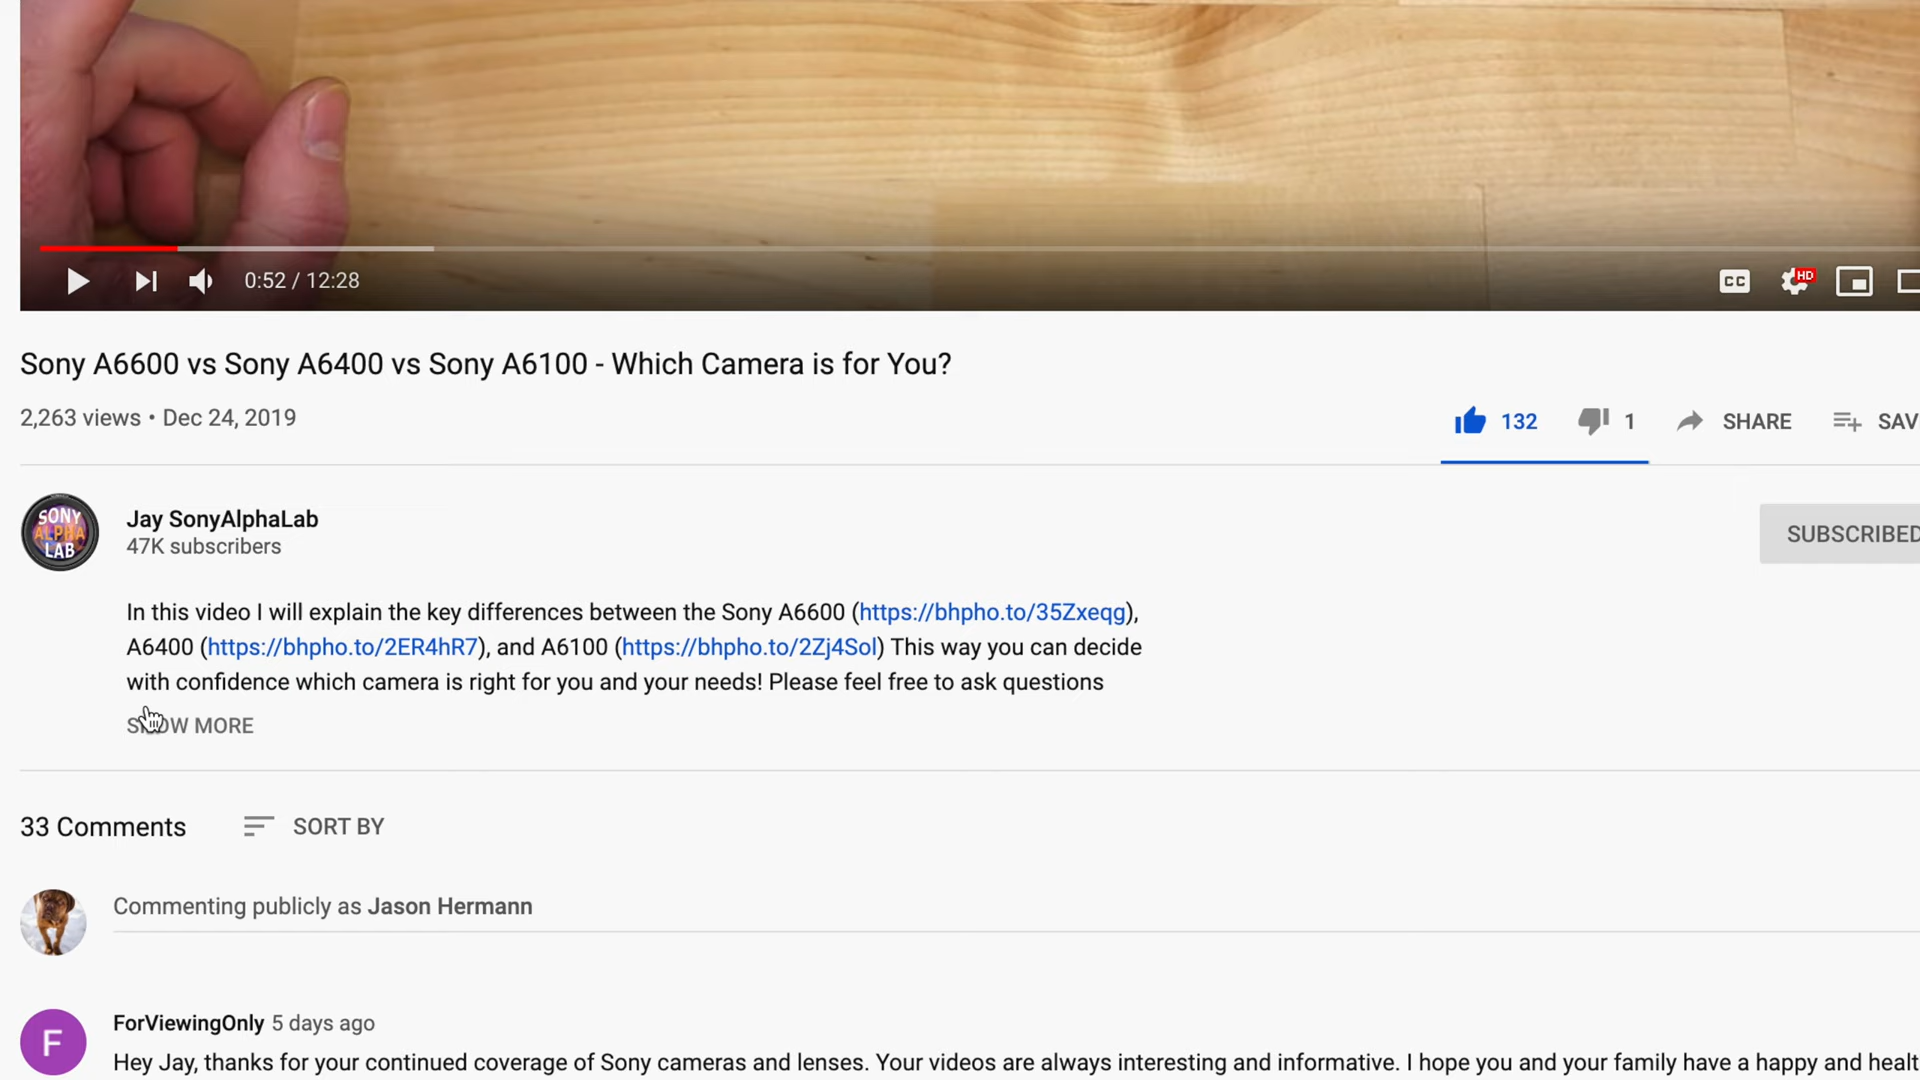 0:52 / 12:28
CC
HD
Sony A6600 vs Sony A6400 vs Sony A6100 - Which Camera is for You?
2,263 views • Dec 24, 2019
132
1
SHARE
SAV
SONY
ALPHA
LAB
Jay SonyAlphaLab
47K subscribers
SUBSCRIBED
In this video I will explain the key differences between the Sony A6600 (https://bhpho.to/35Zxeqg),
A6400 (https://bhpho.to/2ER4hR7), and A6100 (https://bhpho.to/2Zj4Sol) This way you can decide
with confidence which camera is right for you and your needs! Please feel free to ask questions
SHOW MORE
33 Comments
SORT BY
Commenting publicly as Jason Hermann
F
ForViewingOnly 5 days ago
Hey Jay, thanks for your continued coverage of Sony cameras and lenses. Your videos are always interesting and informative. I hope you and your family have a happy and healt